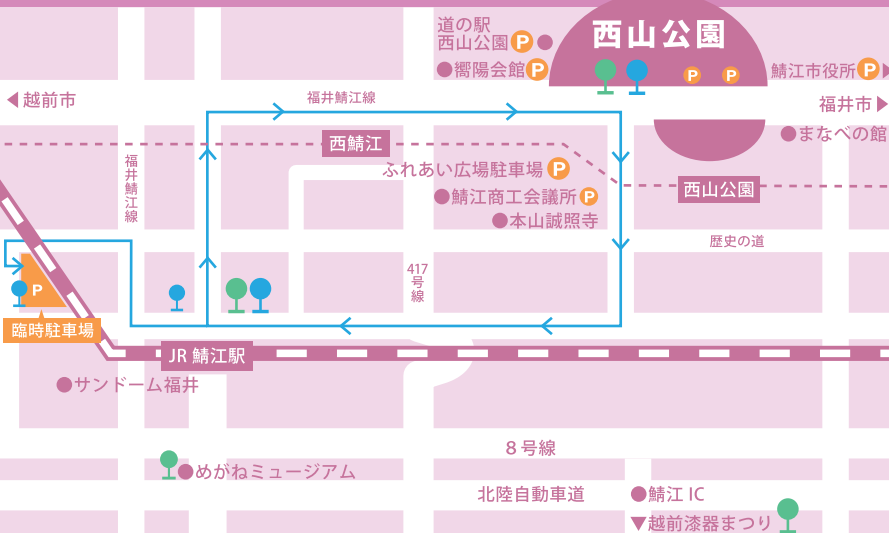 道の駅
西山公園 P
嚮陽会館 P
西山公園
P P
鯖江市役所 P
越前市
福井鯖江線
福井市
まなべの館
西鯖江
福井鯖江線
ふれあい広場駐車場 P
鯖江商工会議所 P
本山誠照寺
西山公園
歴史の道
417
号
線
P
臨時駐車場
JR 鯖江駅
サンドーム福井
8 号線
めがねミュージアム
北陸自動車道
鯖江 IC
越前漆器まつり